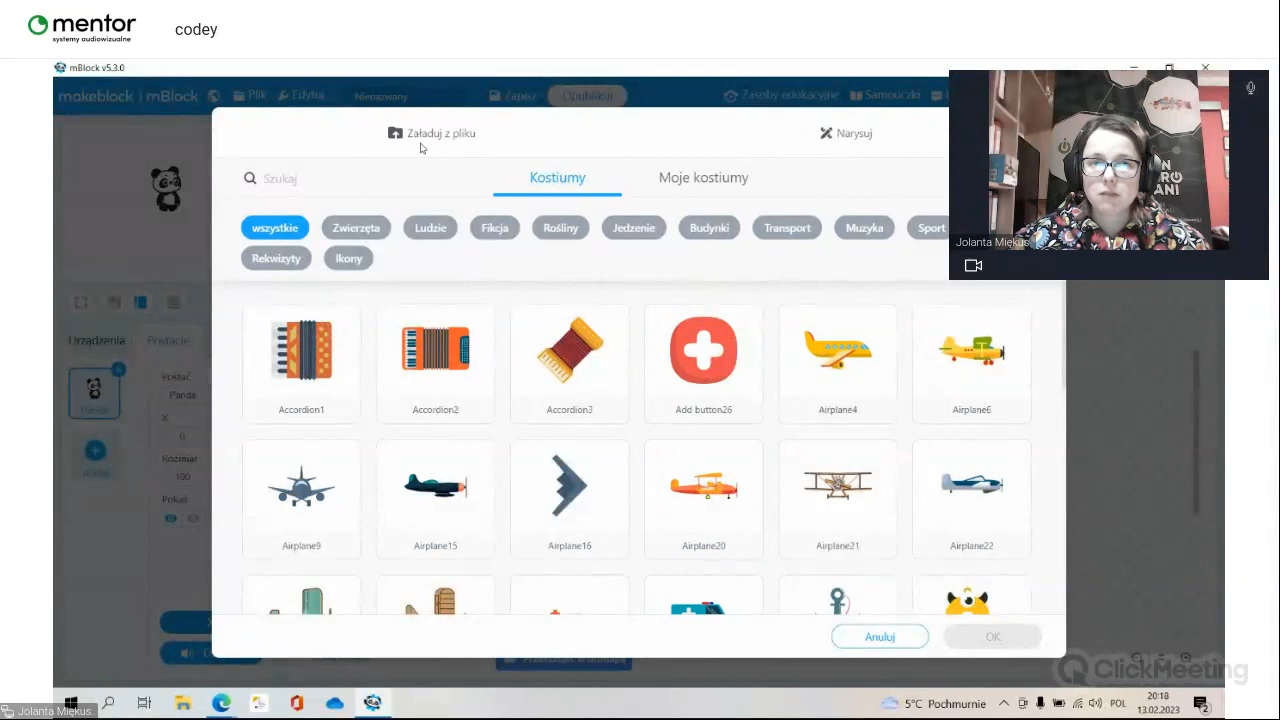 mentor
systemy audiowizualne
codey
mBlock v5.3.0
makeblock | mBlock
Plik
Edytuj
Nienazwany
Zapisz
Opublikuj
Zasoby edukacyjne
Samouczki
Załaduj z pliku
Narysuj
Szukaj
Kostiumy
Moje kostiumy
wszystkie
Zwierzęta
Ludzie
Fikcja
Rośliny
Jedzenie
Budynki
Transport
Muzyka
Sport
Rekwizyty
Ikony
Jolanta Miękus
Urządzenia
Postacie
Postać
Panda
X
0
Rozmiar
100
Pokaż
Accordion1
Accordion2
Accordion3
Add button26
Airplane4
Airplane6
Airplane9
Airplane15
Airplane16
Airplane20
Airplane21
Airplane22
Anuluj
OK
ClickMeeting
Jolanta Miękus
5°C Pochmurnie
POL
20:18
13.02.2023
2